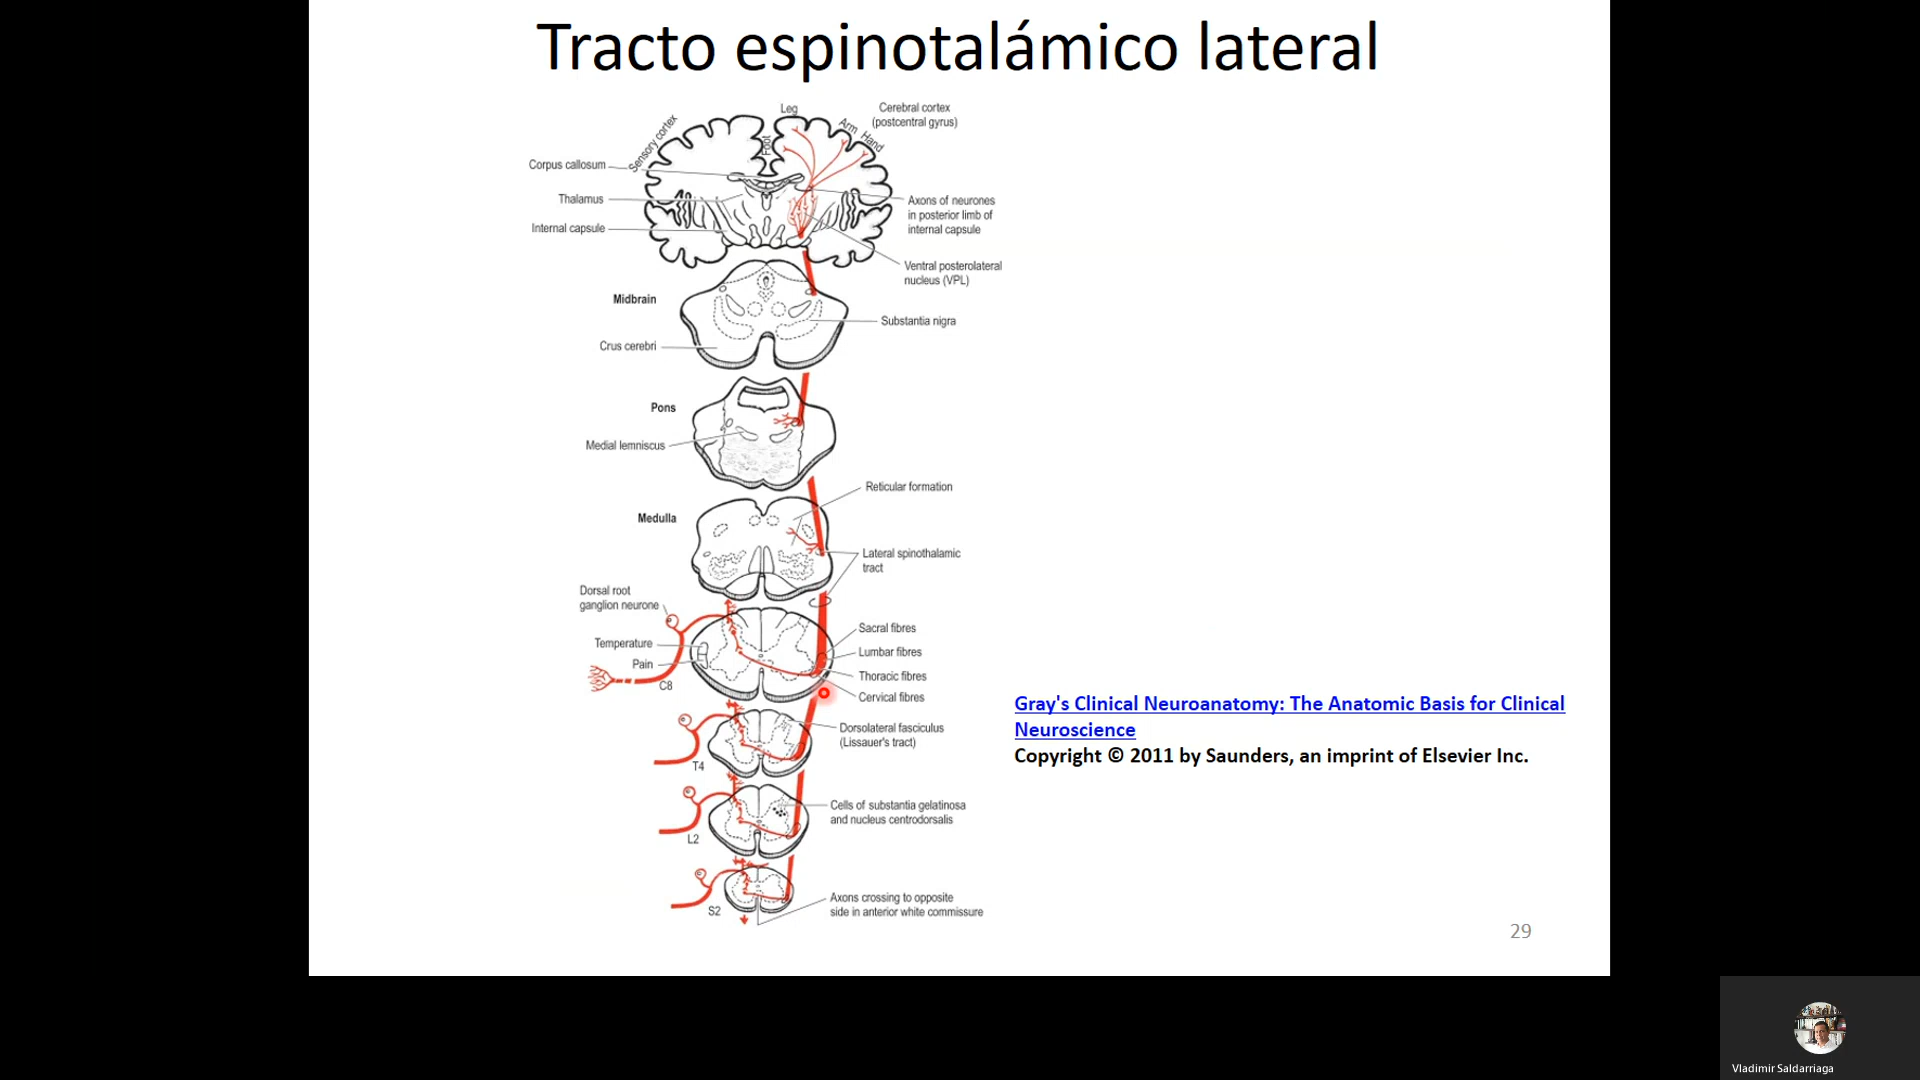 Tracto espinotalámico lateral
Leg
Cerebral cortex
(postcentral gyrus)
Arm
Hand
Foot
Sensory cortex
Corpus callosum
Thalamus
Internal capsule
Axons of neurones
in posterior limb of
internal capsule
Ventral posterolateral
nucleus (VPL)
Midbrain
Substantia nigra
Crus cerebri
Pons
Medial lemniscus
Reticular formation
Medulla
Lateral spinothalamic
tract
Dorsal root
ganglion neurone
Temperature
Pain
C8
Sacral fibres
Lumbar fibres
Thoracic fibres
Cervical fibres
Dorsolateral fasciculus
(Lissauer's tract)
T4
Cells of substantia gelatinosa
and nucleus centrodorsalis
L2
Axons crossing to opposite
side in anterior white commissure
S2
Gray's Clinical Neuroanatomy: The Anatomic Basis for Clinical
Neuroscience
Copyright © 2011 by Saunders, an imprint of Elsevier Inc.
29
Vladimir Saldarriaga